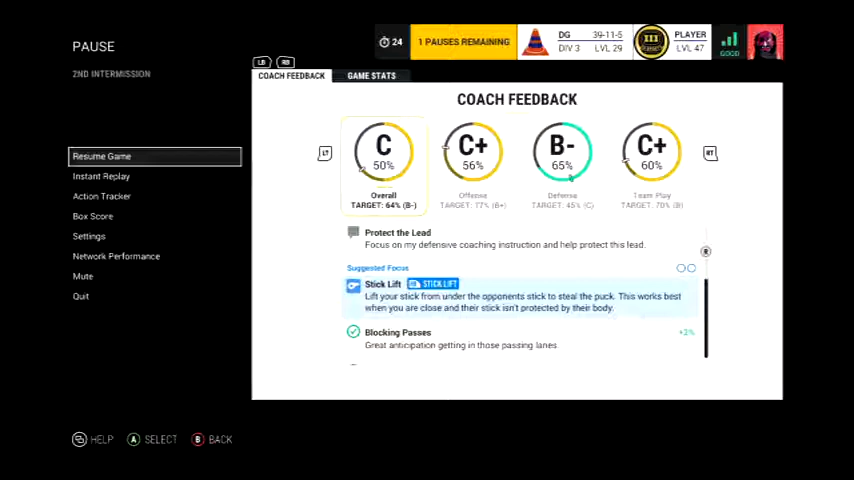 PAUSE
2ND INTERMISSION
24
1 PAUSES REMAINING
DG 39-11-5
DIV 3 LVL 29
III
PLAYER
LVL 47
GOOD
LB RB
COACH FEEDBACK GAME STATS
COACH FEEDBACK
LT
C
50%
Overall
TARGET: 64% (B-)
C+
56%
Offense
TARGET: 77% (B+)
B-
65%
Defense
TARGET: 45% (C)
C+
60%
Team Play
TARGET: 70% (B)
RT
Resume Game
Instant Replay
Action Tracker
Box Score
Settings
Network Performance
Mute
Quit
Protect the Lead
Focus on my defensive coaching instruction and help protect this lead.
R
Suggested Focus
Stick Lift STICK LIFT
Lift your stick from under the opponents stick to steal the puck. This works best
when you are close and their stick isn't protected by their body.
Blocking Passes +2%
Great anticipation getting in those passing lanes
HELP A SELECT B BACK